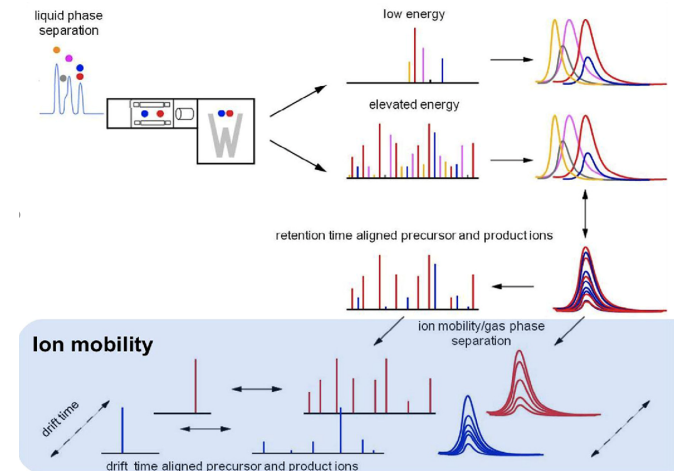 liquid phase
separation
low energy
elevated energy
retention time aligned precursor and product ions
ion mobility/gas phase
separation
Ion mobility
drift time
drift time aligned precursor and product ions